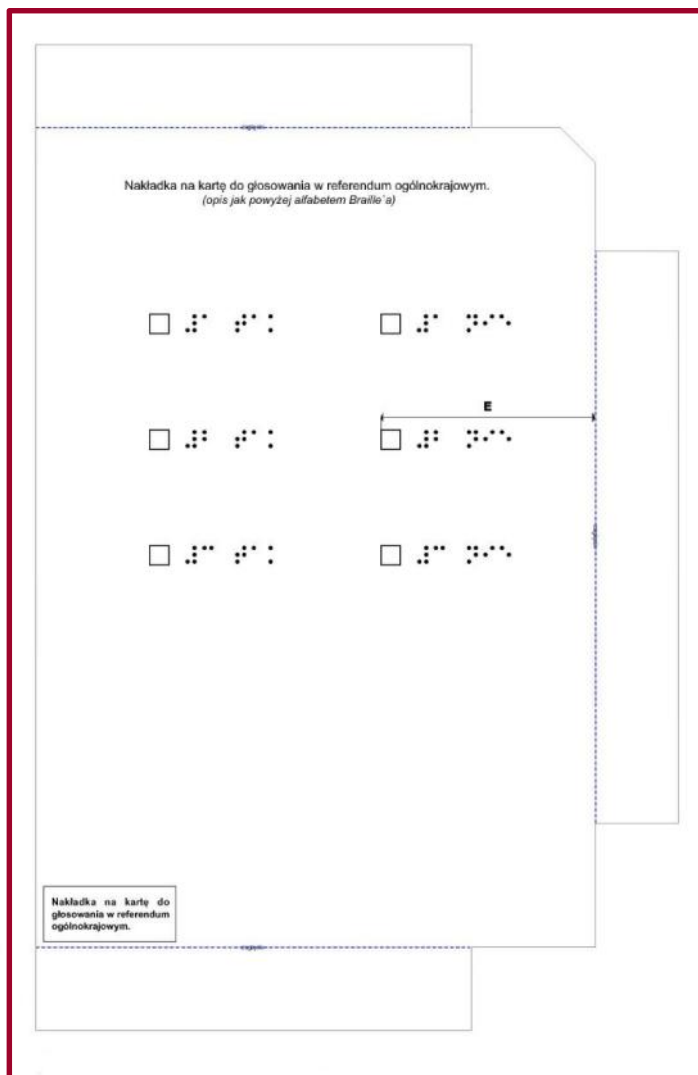 Nakładka na kartę do głosowania w referendum ogólnokrajowym.
(opis jak powyżej alfabetem Braille`a)
⠼⠁ ⠞⠁⠅ ⠼⠁ ⠝⠊⠑
E
⠼⠃ ⠞⠁⠅ ⠼⠃ ⠝⠊⠑
⠼⠉ ⠞⠁⠅ ⠼⠉ ⠝⠊⠑
Nakładka na kartę do
głosowania w referendum
ogólnokrajowym.